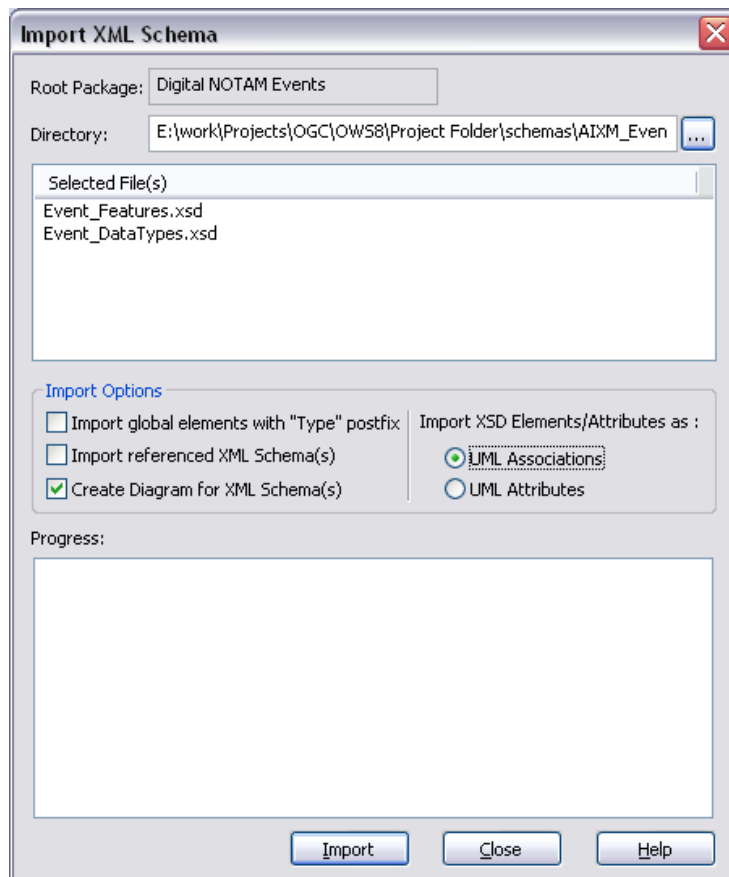 Import XML Schema
Root Package: Digital NOTAM Events
Directory: E:\work\Projects\OGC\OWS8\Project Folder\schemas\AIXM_Even ...
Selected File(s)
Event_Features.xsd
Event_DataTypes.xsd
Import Options
Import global elements with "Type" postfix
Import referenced XML Schema(s)
Create Diagram for XML Schema(s)
Import XSD Elements/Attributes as :
UML Associations
UML Attributes
Progress:
Import Close Help